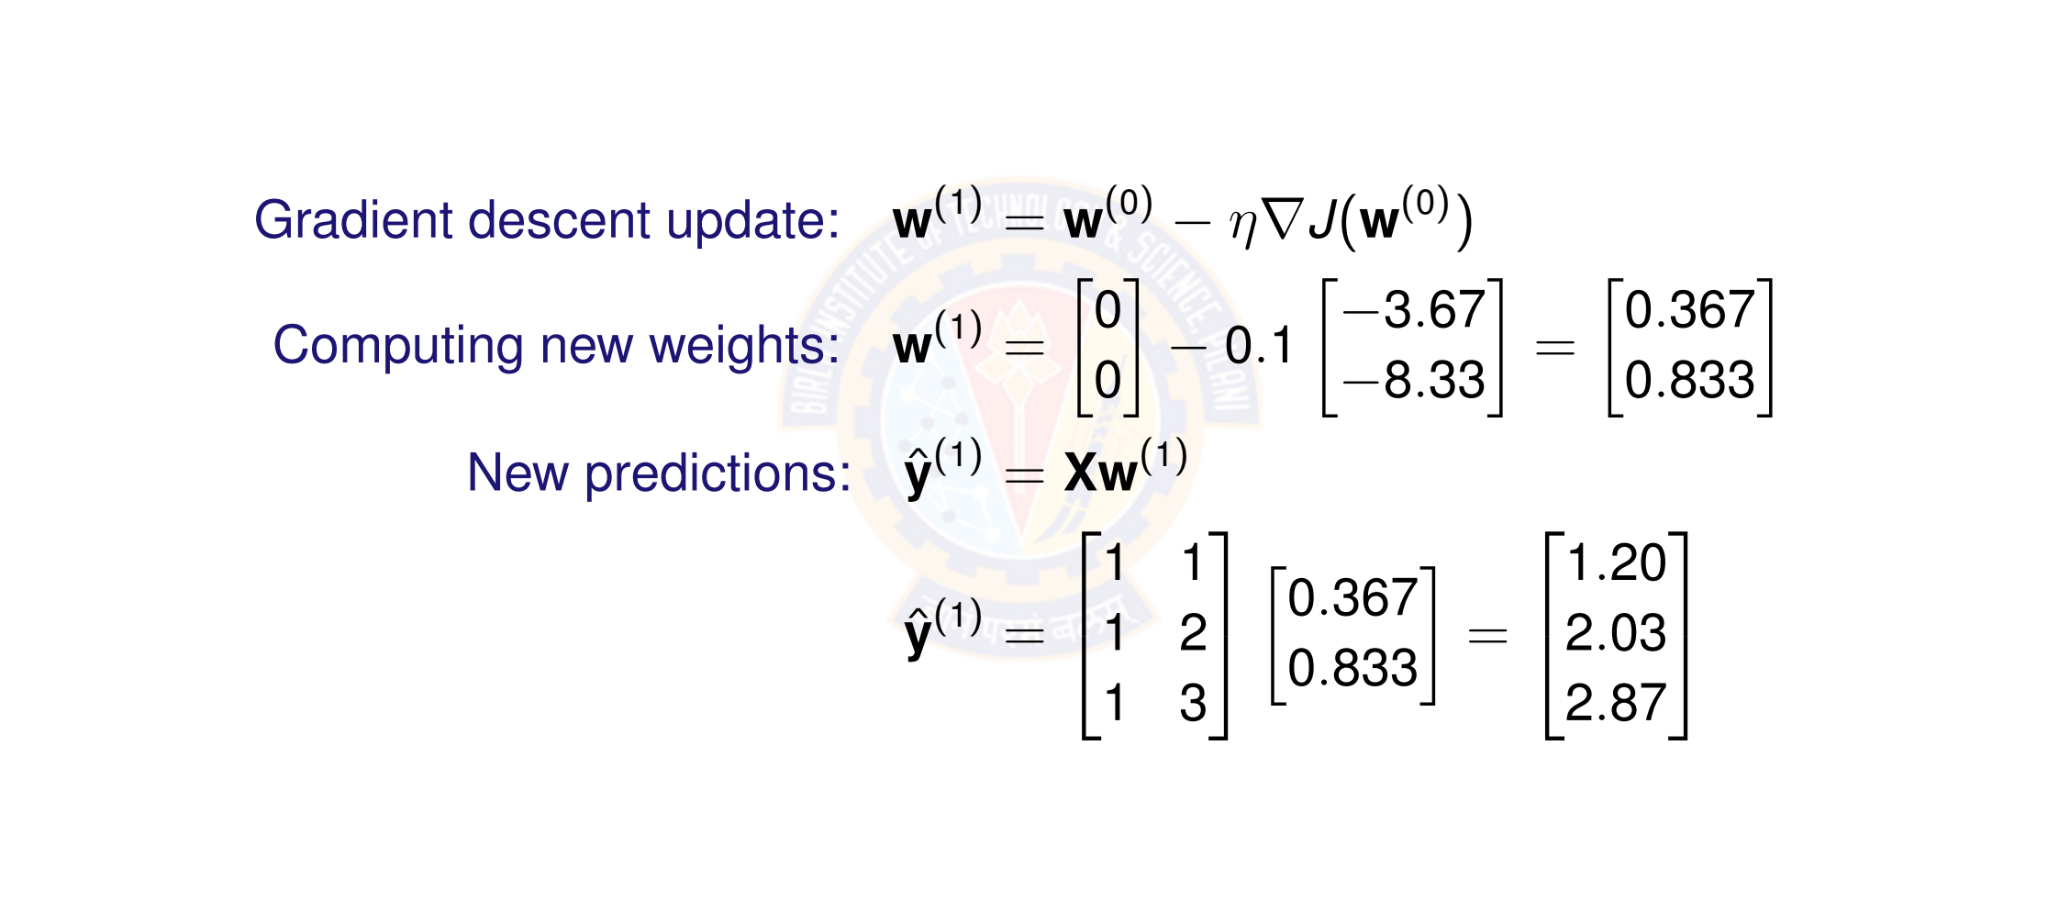 Gradient descent update: w^(1) = w^(0) − η∇J(w^(0))
Computing new weights: w^(1) = [0; 0] − 0.1 [−3.67; −8.33] = [0.367; 0.833]
New predictions: ŷ^(1) = Xw^(1)
ŷ^(1) = [1 1; 1 2; 1 3] [0.367; 0.833] = [1.20; 2.03; 2.87]